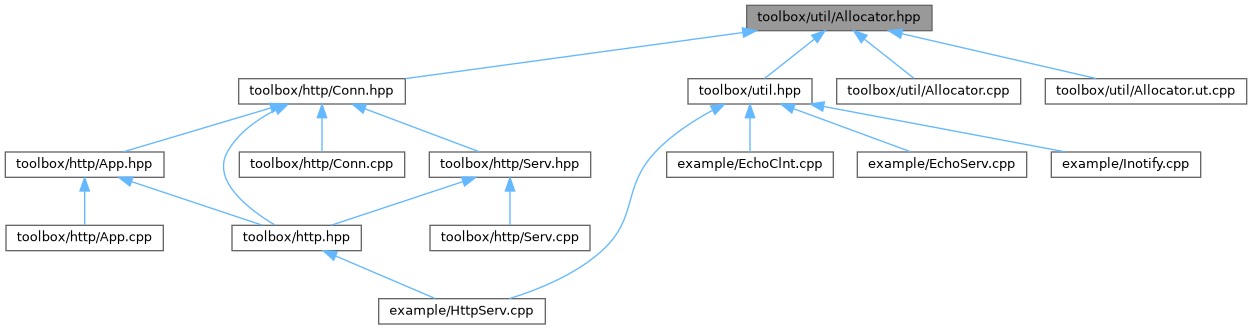 toolbox/util/Allocator.hpp
toolbox/http/Conn.hpp
toolbox/util.hpp
toolbox/util/Allocator.cpp
toolbox/util/Allocator.ut.cpp
toolbox/http/App.hpp
toolbox/http/Conn.cpp
toolbox/http/Serv.hpp
example/EchoClnt.cpp
example/EchoServ.cpp
example/Inotify.cpp
toolbox/http/App.cpp
toolbox/http.hpp
toolbox/http/Serv.cpp
example/HttpServ.cpp